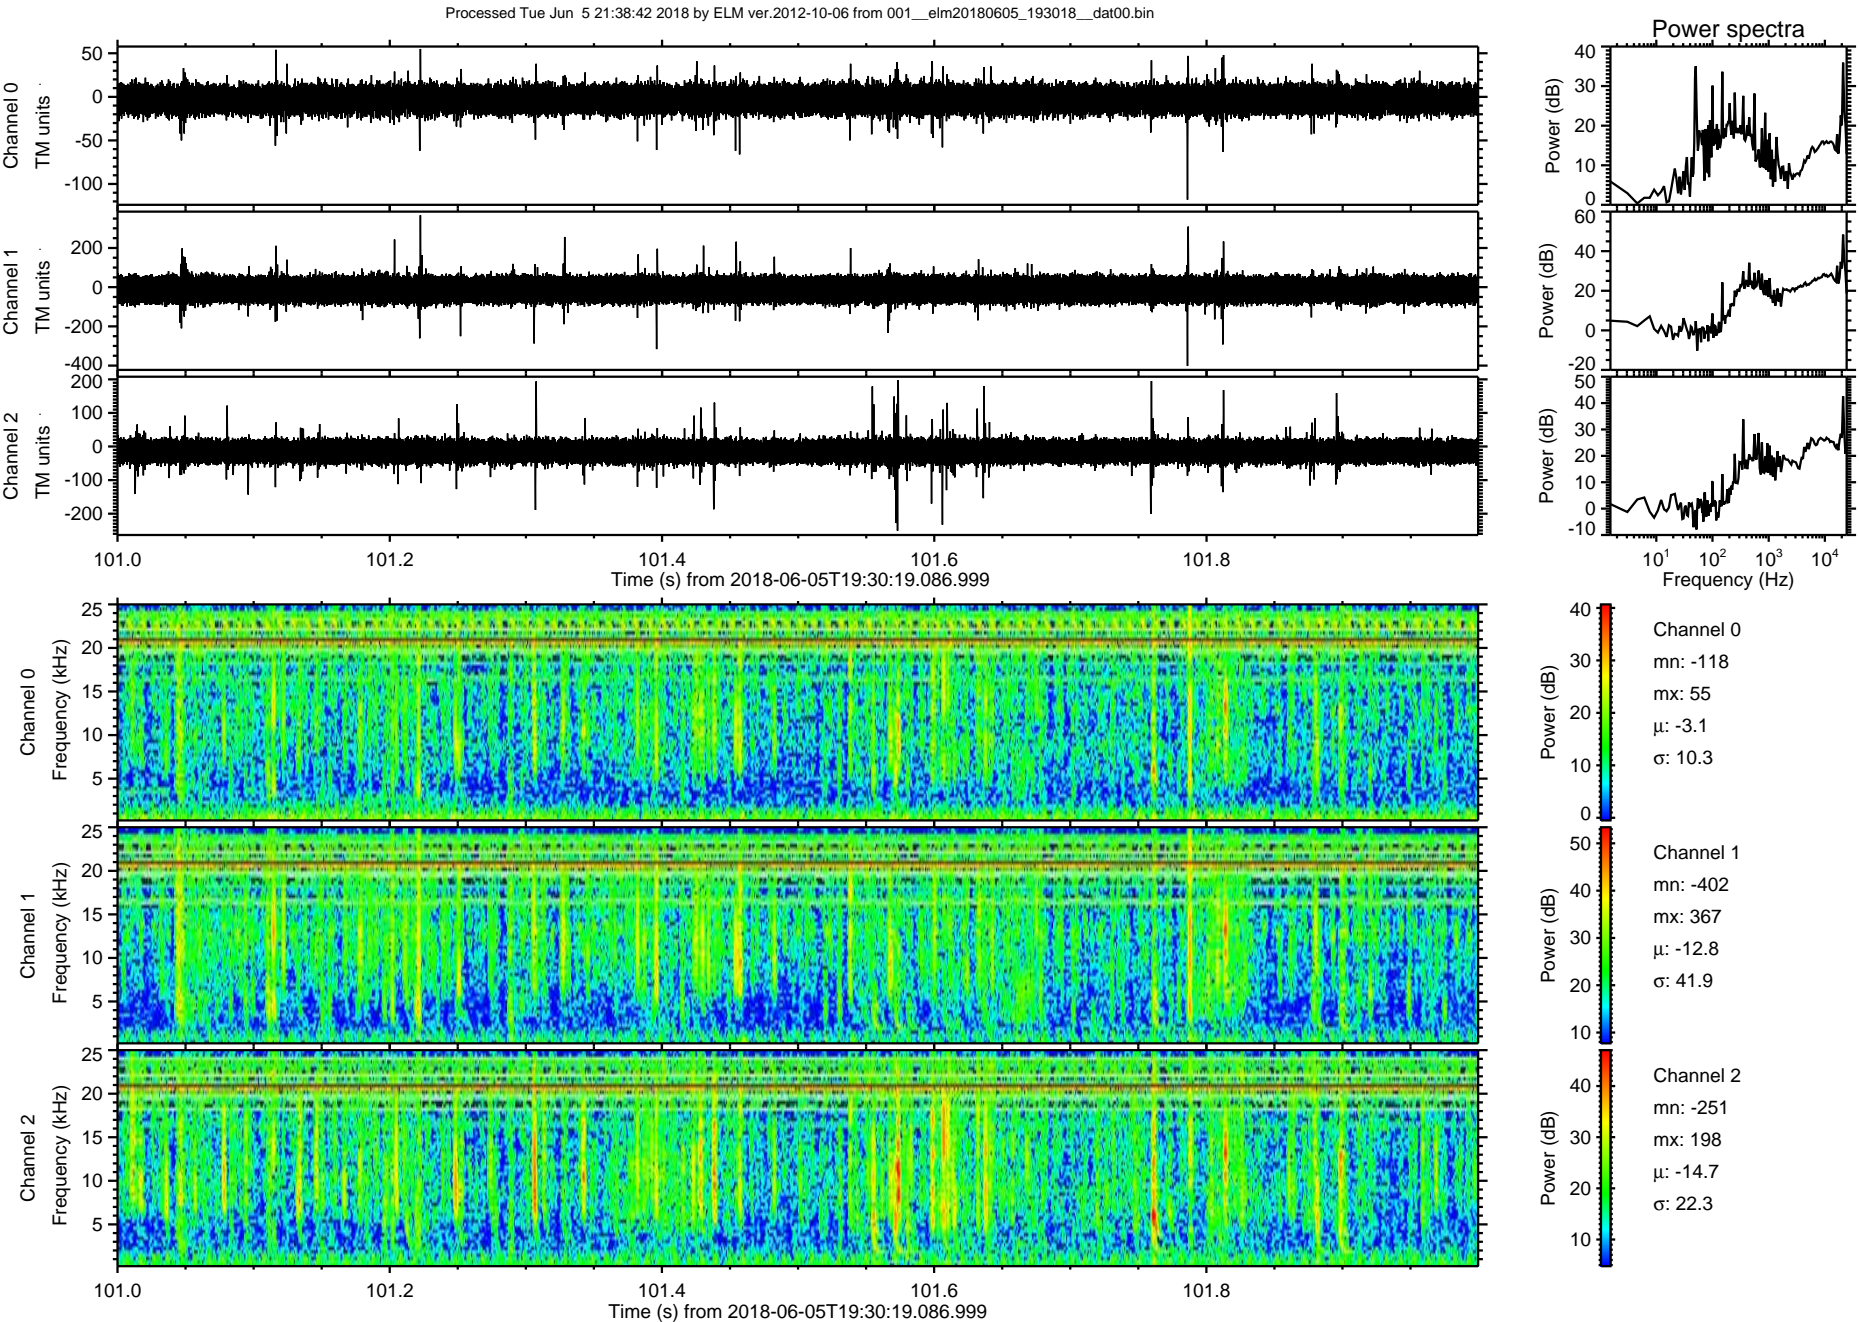 Processed Tue Jun  5 21:38:42 2018 by ELM ver.2012-10-06 from 001__elm20180605_193018__dat00.bin
Power spectra
Channel 0
TM units
50
0
-50
-100
Power (dB)
40
30
20
10
0
Channel 1
TM units
200
0
-200
-400
Power (dB)
60
40
20
0
-20
Channel 2
TM units
200
100
0
-100
-200
Power (dB)
50
40
30
20
10
0
-10
101.0
101.2
101.4
101.6
101.8
Time (s) from 2018-06-05T19:30:19.086.999
10^1
10^2
10^3
10^4
Frequency (Hz)
Channel 0
Frequency (kHz)
25
20
15
10
5
Power (dB)
40
30
20
10
0
Channel 0
mn: -118
mx: 55
μ: -3.1
σ: 10.3
Channel 1
Frequency (kHz)
25
20
15
10
5
Power (dB)
50
40
30
20
10
Channel 1
mn: -402
mx: 367
μ: -12.8
σ: 41.9
Channel 2
Frequency (kHz)
25
20
15
10
5
Power (dB)
40
30
20
10
Channel 2
mn: -251
mx: 198
μ: -14.7
σ: 22.3
101.0
101.2
101.4
101.6
101.8
Time (s) from 2018-06-05T19:30:19.086.999